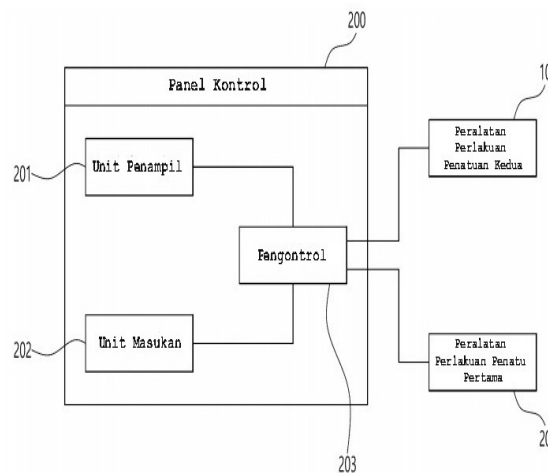 200
Panel Kontrol
10
201
Unit Penampil
Peralatan
Perlakuan
Penatuan Kedua
Pengontrol
202
Unit Masukan
Peralatan
Perlakuan Penatu
Pertama
203
20